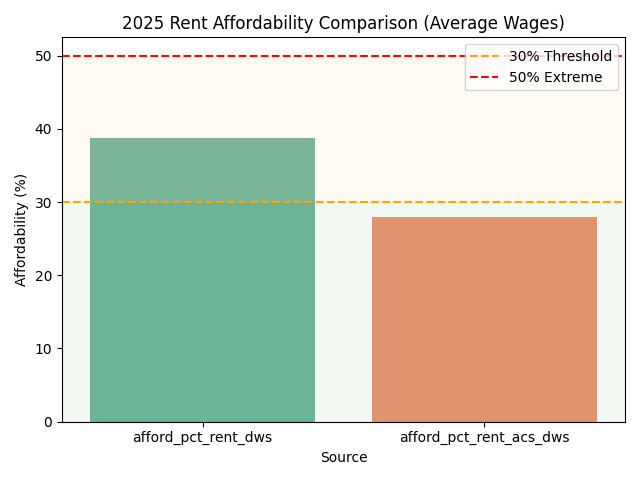 2025 Rent Affordability Comparison (Average Wages)
30% Threshold
50% Extreme
Affordability (%)
50
40
30
20
10
0
afford_pct_rent_dws
afford_pct_rent_acs_dws
Source